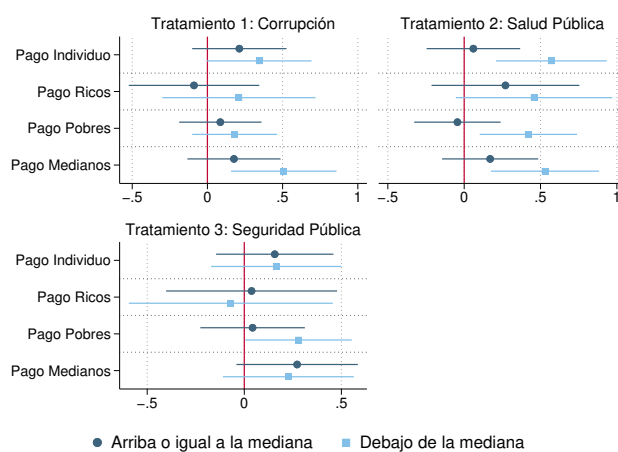 Tratamiento 1: Corrupción
Pago Individuo
Pago Ricos
Pago Pobres
Pago Medianos
−.5 0 .5 1
Tratamiento 2: Salud Pública
−.5 0 .5 1
Tratamiento 3: Seguridad Pública
Pago Individuo
Pago Ricos
Pago Pobres
Pago Medianos
−.5 0 .5
Arriba o igual a la mediana
Debajo de la mediana